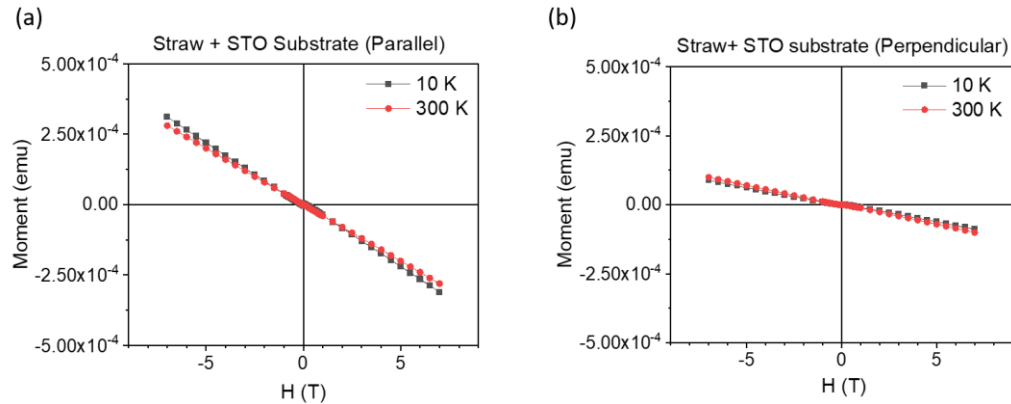 (a)
Straw + STO Substrate (Parallel)
5.00x10⁻⁴
2.50x10⁻⁴
0.00
-2.50x10⁻⁴
-5.00x10⁻⁴
Moment (emu)
10 K
300 K
-5
0
5
H (T)
(b)
Straw+ STO substrate (Perpendicular)
5.00x10⁻⁴
2.50x10⁻⁴
0.00
-2.50x10⁻⁴
-5.00x10⁻⁴
Moment (emu)
10 K
300 K
-5
0
5
H (T)